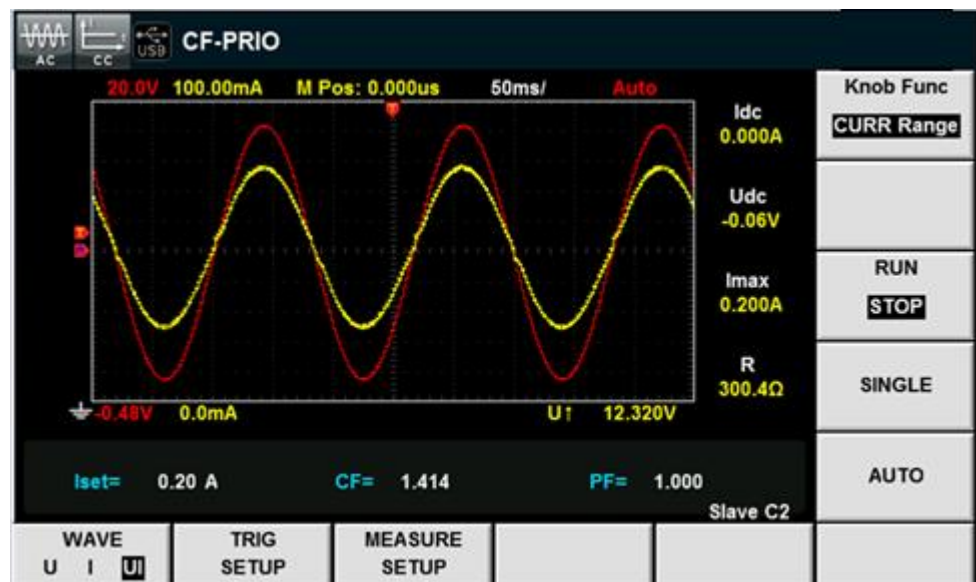 AC
CC
USB
CF-PRIO
20.0V 100.00mA M Pos: 0.000us 50ms/ Auto
Idc
0.000A
Udc
-0.06V
Imax
0.200A
R
300.4Ω
-0.48V 0.0mA U↑ 12.320V
Iset= 0.20 A CF= 1.414 PF= 1.000
Slave C2
Knob Func
CURR Range
RUN
STOP
SINGLE
AUTO
WAVE
U I UI
TRIG
SETUP
MEASURE
SETUP